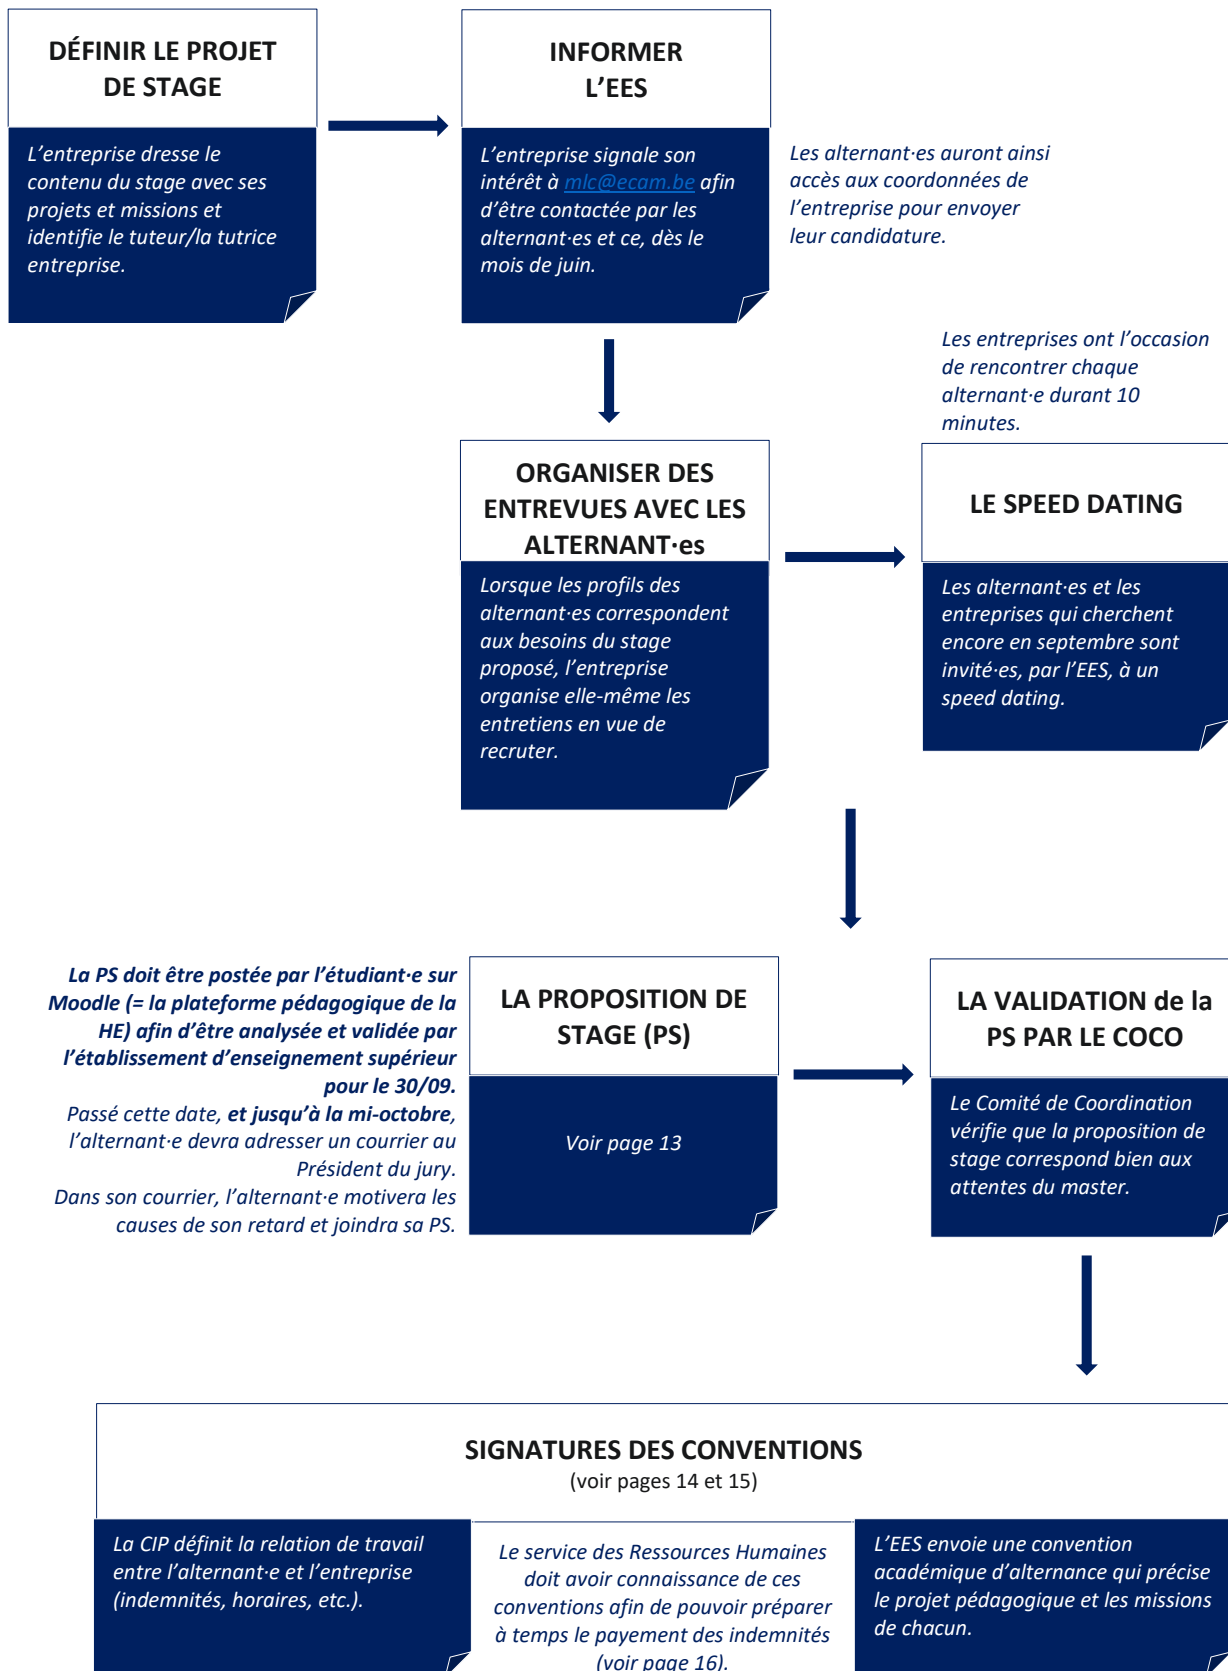 DÉFINIR LE PROJET
DE STAGE
L’entreprise dresse le
contenu du stage avec ses
projets et missions et
identifie le tuteur/la tutrice
entreprise.
INFORMER
L’EES
L’entreprise signale son
intérêt à mlc@ecam.be afin
d’être contactée par les
alternant·es et ce, dès le
mois de juin.
Les alternant·es auront ainsi
accès aux coordonnées de
l’entreprise pour envoyer
leur candidature.
Les entreprises ont l’occasion
de rencontrer chaque
alternant·e durant 10
minutes.
ORGANISER DES
ENTREVUES AVEC LES
ALTERNANT·es
Lorsque les profils des
alternant·es correspondent
aux besoins du stage
proposé, l’entreprise
organise elle-même les
entretiens en vue de
recruter.
LE SPEED DATING
Les alternant·es et les
entreprises qui cherchent
encore en septembre sont
invité·es, par l’EES, à un
speed dating.
La PS doit être postée par l’étudiant·e sur
Moodle (= la plateforme pédagogique de la
HE) afin d’être analysée et validée par
l’établissement d’enseignement supérieur
pour le 30/09.
Passé cette date, et jusqu’à la mi-octobre,
l’alternant·e devra adresser un courrier au
Président du jury.
Dans son courrier, l’alternant·e motivera les
causes de son retard et joindra sa PS.
LA PROPOSITION DE
STAGE (PS)
Voir page 13
LA VALIDATION de la
PS PAR LE COCO
Le Comité de Coordination
vérifie que la proposition de
stage correspond bien aux
attentes du master.
SIGNATURES DES CONVENTIONS
(voir pages 14 et 15)
La CIP définit la relation de travail
entre l’alternant·e et l’entreprise
(indemnités, horaires, etc.).
Le service des Ressources Humaines
doit avoir connaissance de ces
conventions afin de pouvoir préparer
à temps le payement des indemnités
(voir page 16).
L’EES envoie une convention
académique d’alternance qui précise
le projet pédagogique et les missions
de chacun.